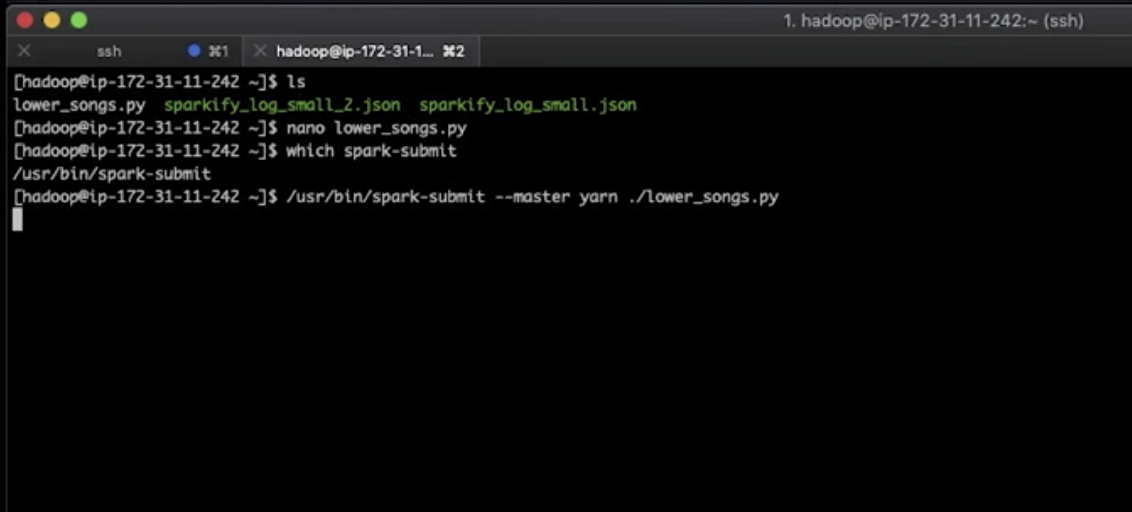 1. hadoop@ip-172-31-11-242:~ (ssh)
ssh ⌘1 hadoop@ip-172-31-1... ⌘2
[hadoop@ip-172-31-11-242 ~]$ ls
lower_songs.py sparkify_log_small_2.json sparkify_log_small.json
[hadoop@ip-172-31-11-242 ~]$ nano lower_songs.py
[hadoop@ip-172-31-11-242 ~]$ which spark-submit
/usr/bin/spark-submit
[hadoop@ip-172-31-11-242 ~]$ /usr/bin/spark-submit --master yarn ./lower_songs.py